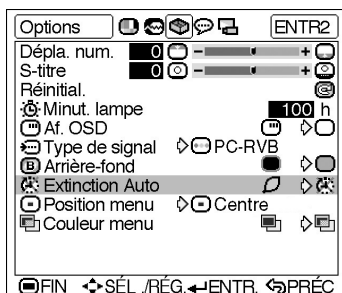 Options ENTR2
Dépla. num. 0 - +
S-titre 0 - +
Réinitial.
Minut. lampe 100 h
Af. OSD
Type de signal PC-RVB
B Arrière-fond
Extinction Auto
Position menu Centre
Couleur menu
FIN SÉL./RÉG. ENTR. PRÉC